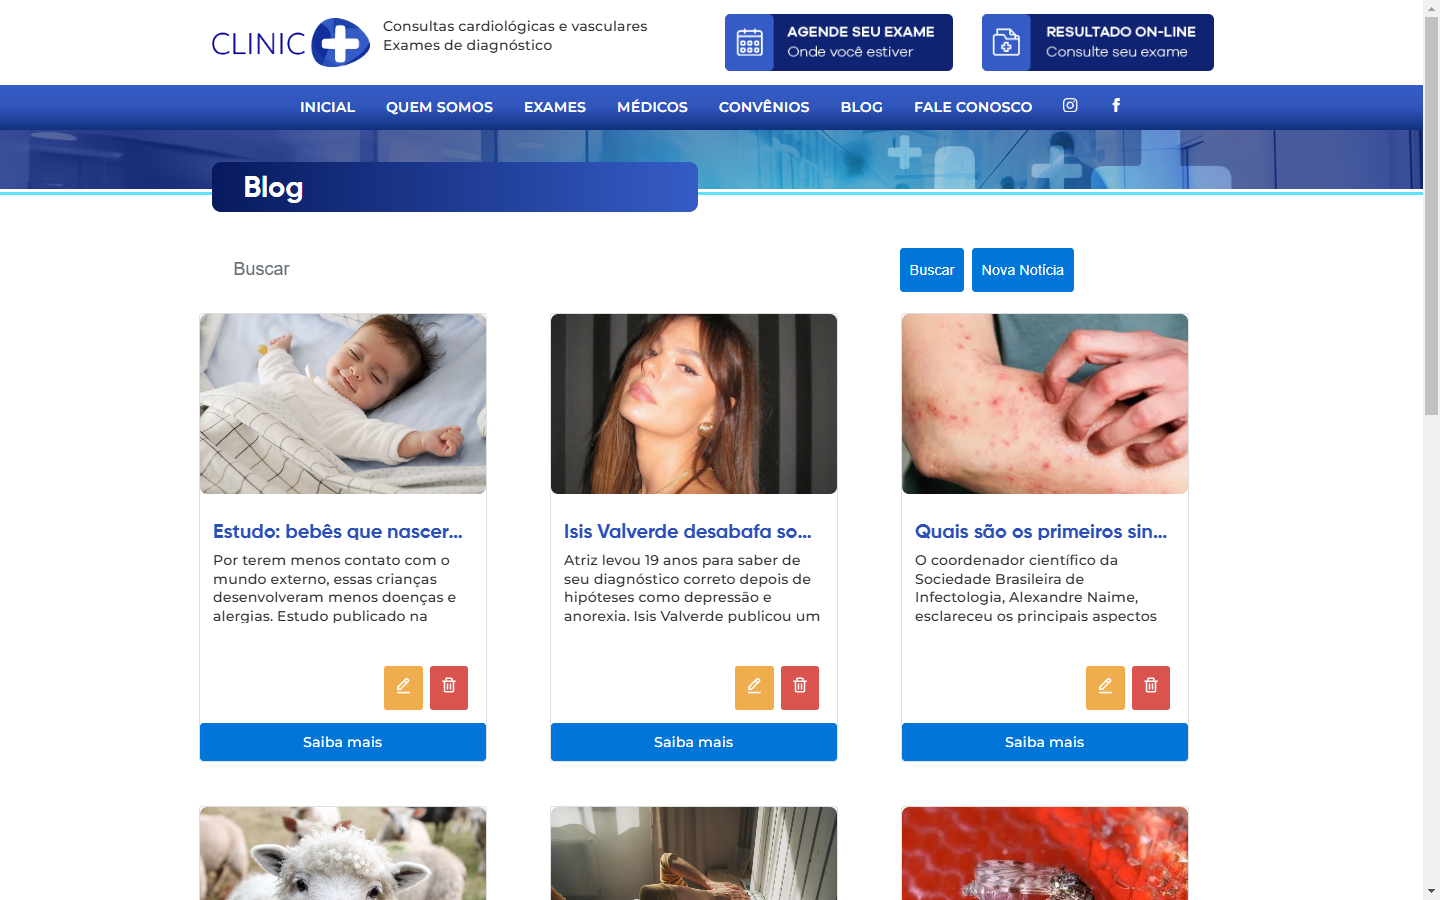 CLINIC
Consultas cardiológicas e vasculares
Exames de diagnóstico
AGENDE SEU EXAME
Onde você estiver
RESULTADO ON-LINE
Consulte seu exame
INICIAL QUEM SOMOS EXAMES MÉDICOS CONVÊNIOS BLOG FALE CONOSCO
Blog
Buscar
Buscar
Nova Notícia
Estudo: bebês que nascer...
Por terem menos contato com o
mundo externo, essas crianças
desenvolveram menos doenças e
alergias. Estudo publicado na
Saiba mais
Isis Valverde desabafa so...
Atriz levou 19 anos para saber de
seu diagnóstico correto depois de
hipóteses como depressão e
anorexia. Isis Valverde publicou um
Saiba mais
Quais são os primeiros sin...
O coordenador científico da
Sociedade Brasileira de
Infectologia, Alexandre Naime,
esclareceu os principais aspectos
Saiba mais